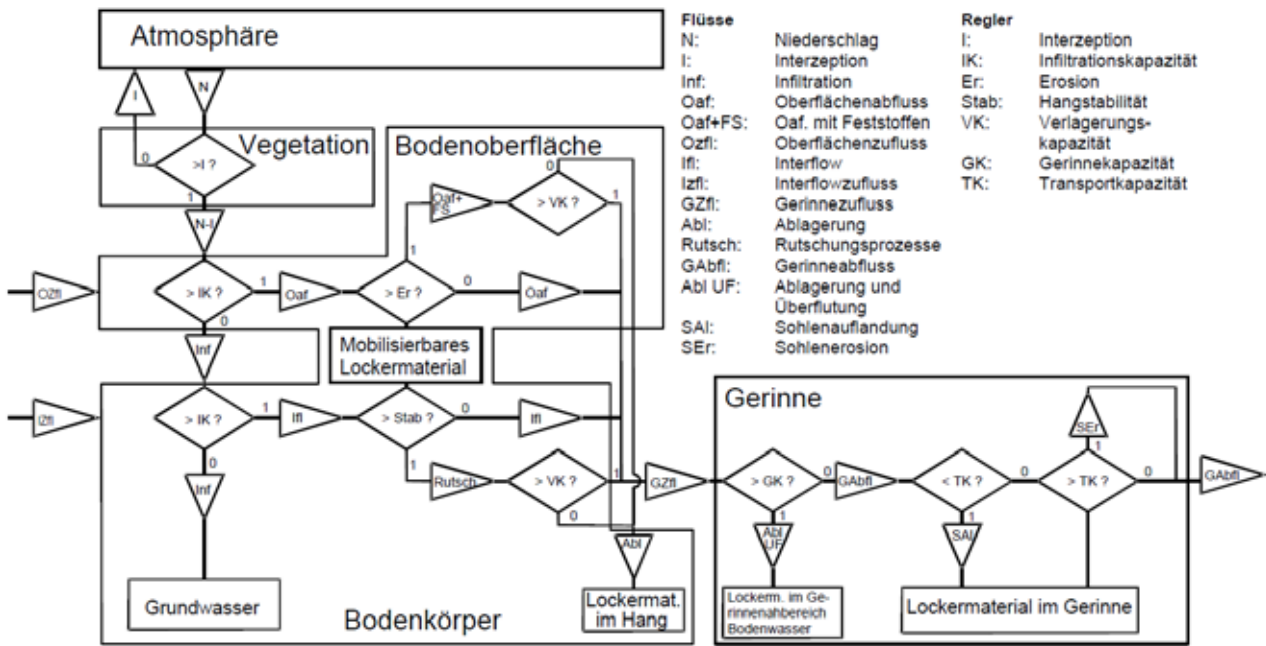 Atmosphäre
I
N
Vegetation
>I ?
0
1
N-I
Bodenoberfläche
OZfl
> IK ?
1
0
Oaf
> Er ?
1
0
Oaf
Oaf+
FS
> VK ?
0
1
Inf
Mobilisierbares
Lockermaterial
IZfl
> IK ?
1
0
Ifl
> Stab ?
0
1
Ifl
Rutsch
> VK ?
1
0
Inf
Grundwasser
Bodenkörper
Abl
Lockermat.
im Hang
GZfl
Gerinne
> GK ?
0
1
GAbfl
< TK ?
0
1
> TK ?
1
0
SEr
GAbfl
Abl
UF
SAl
Lockerm. im Ge-
rinnenahbereich
Bodenwasser
Lockermaterial im Gerinne
Flüsse
N: Niederschlag
I: Interzeption
Inf: Infiltration
Oaf: Oberflächenabfluss
Oaf+FS: Oaf. mit Feststoffen
Ozfl: Oberflächenzufluss
Ifl: Interflow
Izfl: Interflowzufluss
GZfl: Gerinnezufluss
Abl: Ablagerung
Rutsch: Rutschungsprozesse
GAbfl: Gerinneabfluss
Abl UF: Ablagerung und
Überflutung
SAl: Sohlenauflandung
SEr: Sohlenerosion
Regler
I: Interzeption
IK: Infiltrationskapazität
Er: Erosion
Stab: Hangstabilität
VK: Verlagerungs-
kapazität
GK: Gerinnekapazität
TK: Transportkapazität